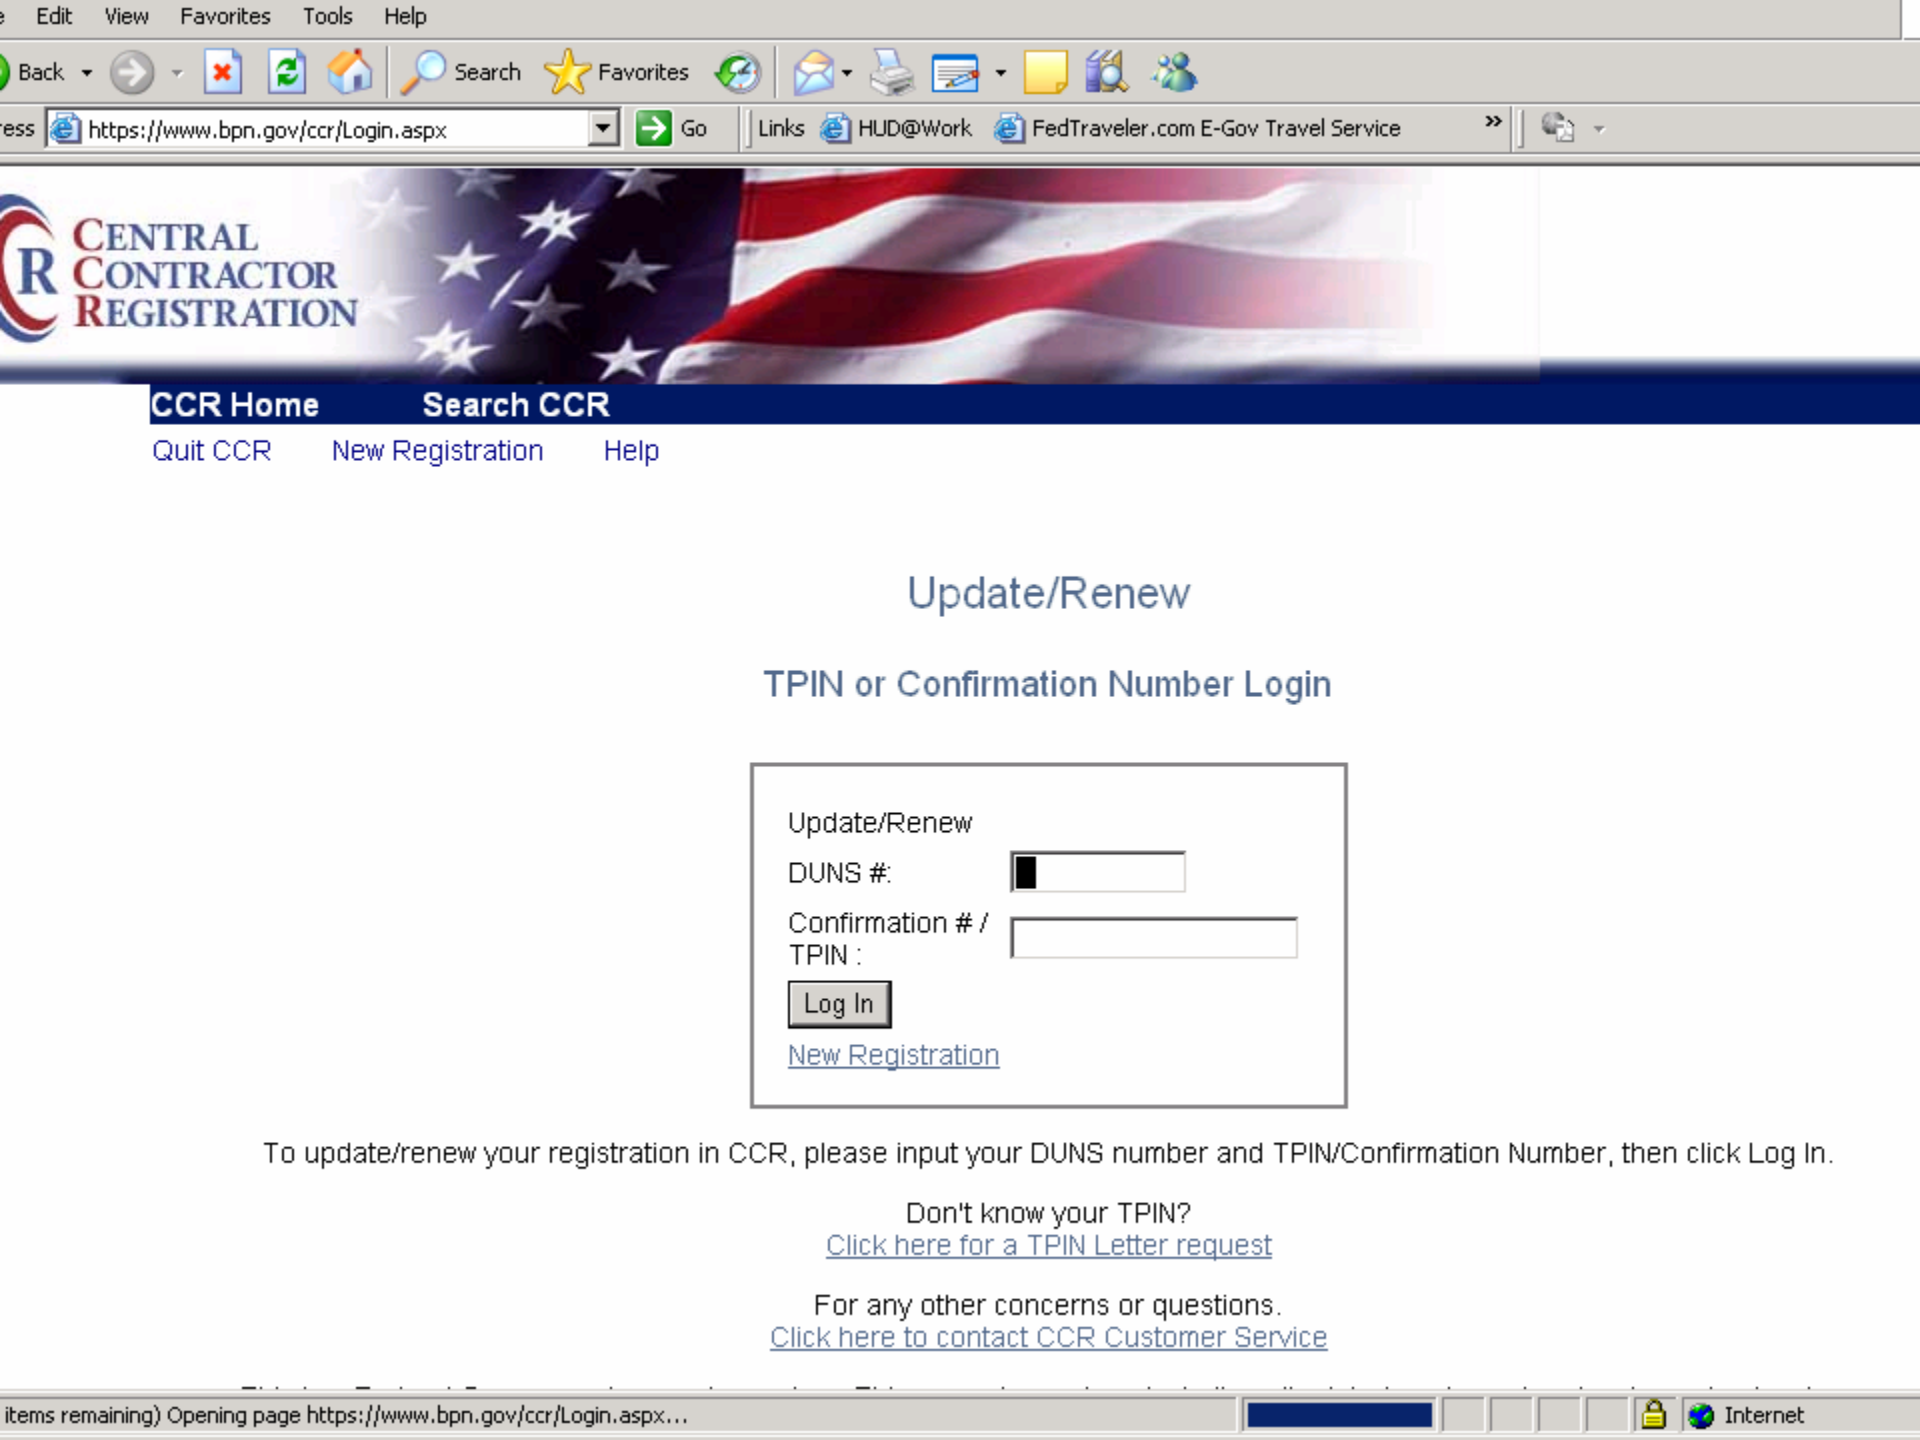 Edit View Favorites Tools Help
Back Search Favorites
https://www.bpn.gov/ccr/Login.aspx Go Links HUD@Work FedTraveler.com E-Gov Travel Service »
R CENTRAL
CONTRACTOR
REGISTRATION
CCR Home Search CCR
Quit CCR New Registration Help
Update/Renew
TPIN or Confirmation Number Login
Update/Renew
DUNS #:
Confirmation # /
TPIN :
Log In
New Registration
To update/renew your registration in CCR, please input your DUNS number and TPIN/Confirmation Number, then click Log In.
Don't know your TPIN?
Click here for a TPIN Letter request
For any other concerns or questions.
Click here to contact CCR Customer Service
items remaining) Opening page https://www.bpn.gov/ccr/Login.aspx... Internet